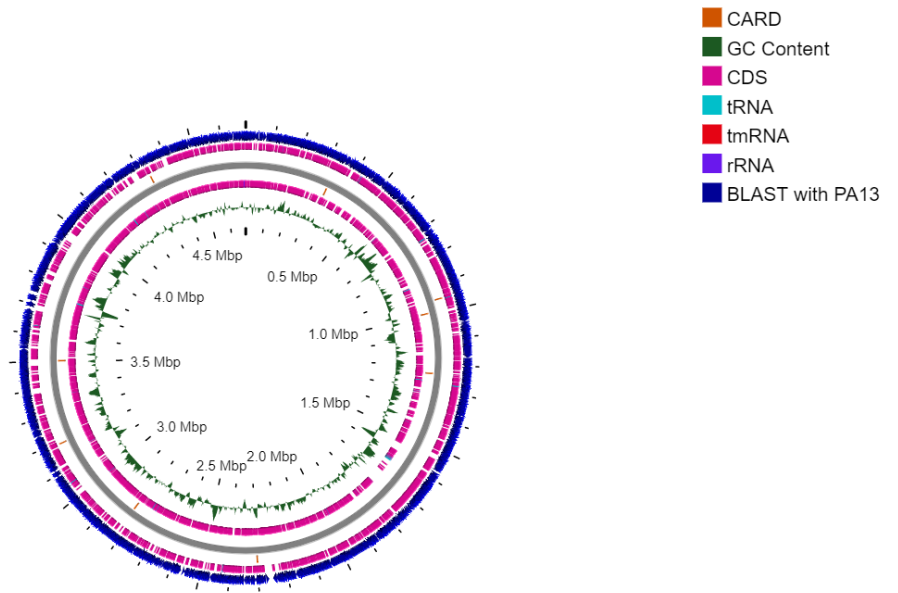 CARD
GC Content
CDS
tRNA
tmRNA
rRNA
BLAST with PA13
4.5 Mbp
0.5 Mbp
4.0 Mbp
1.0 Mbp
3.5 Mbp
1.5 Mbp
3.0 Mbp
2.0 Mbp
2.5 Mbp